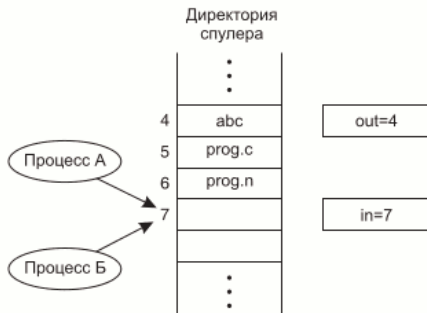 Директория
спулера
4 abc out=4
5 prog.c
Процесс А
6 prog.n
7 in=7
Процесс Б